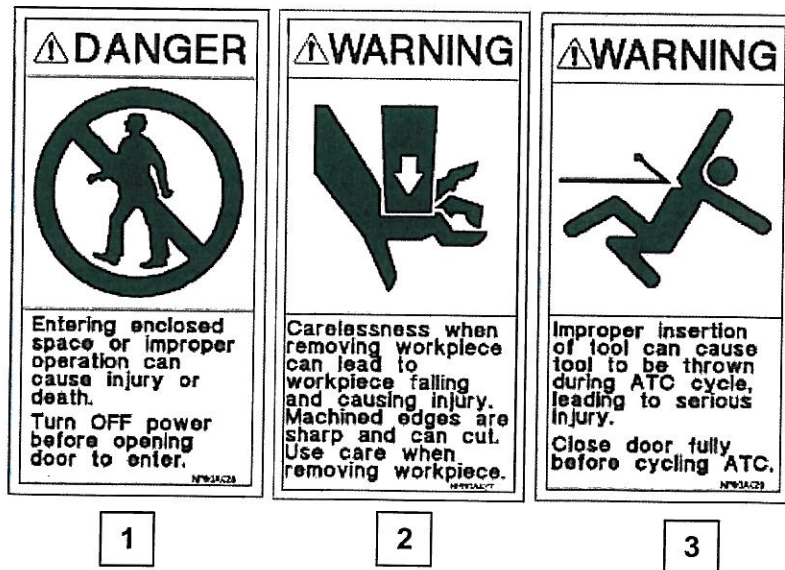 DANGER
Entering enclosed
space or improper
operation can
cause injury or
death.
Turn OFF power
before opening
door to enter.
1
WARNING
Carelessness when
removing workpiece
can lead to
workpiece falling
and causing injury.
Machined edges are
sharp and can cut.
Use care when
removing workpiece.
2
WARNING
Improper insertion
of tool can cause
tool to be thrown
during ATC cycle,
leading to serious
injury.
Close door fully
before cycling ATC.
3